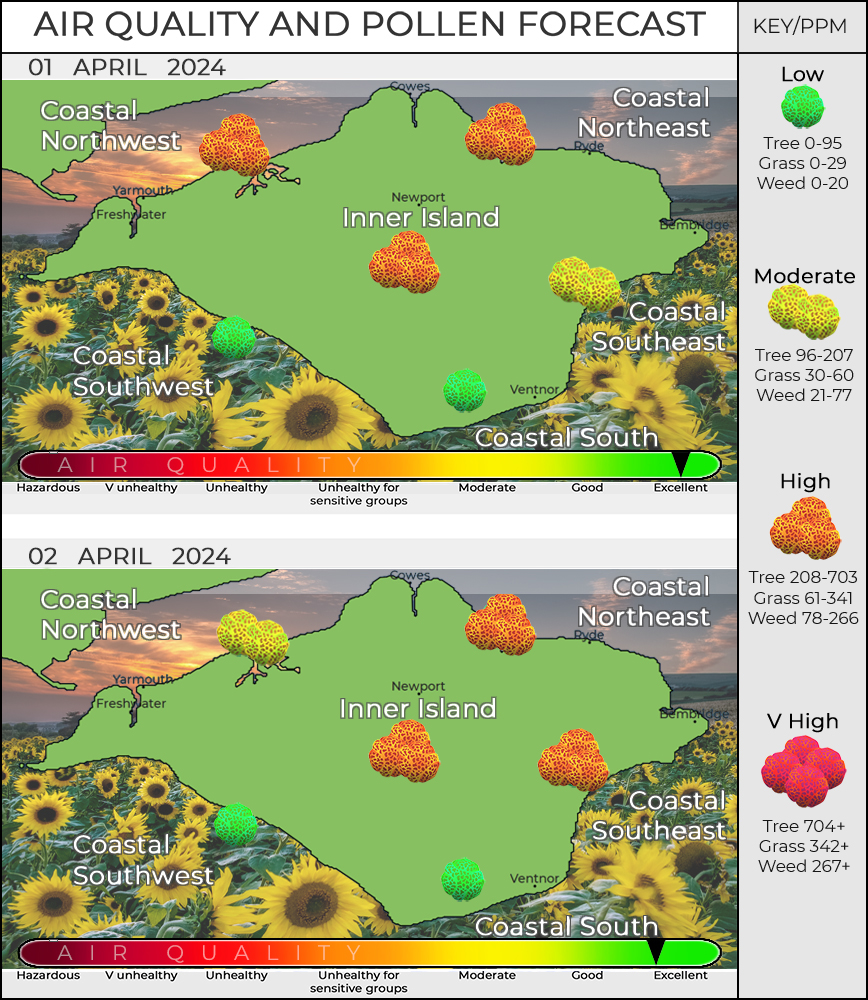 AIR QUALITY AND POLLEN FORECAST
KEY/PPM
01 APRIL 2024
Cowes
Coastal
Northwest
Coastal
Northeast
Ryde
Yarmouth
Freshwater
Newport
Inner Island
Bembridge
Coastal
Southeast
Coastal
Southwest
Ventnor
Coastal South
AIR QUALITY
Hazardous
V unhealthy
Unhealthy
Unhealthy for
sensitive groups
Moderate
Good
Excellent
02 APRIL 2024
Cowes
Coastal
Northwest
Coastal
Northeast
Ryde
Yarmouth
Freshwater
Newport
Inner Island
Bembridge
Coastal
Southeast
Coastal
Southwest
Ventnor
Coastal South
AIR QUALITY
Hazardous
V unhealthy
Unhealthy
Unhealthy for
sensitive groups
Moderate
Good
Excellent
Low
Tree 0-95
Grass 0-29
Weed 0-20
Moderate
Tree 96-207
Grass 30-60
Weed 21-77
High
Tree 208-703
Grass 61-341
Weed 78-266
V High
Tree 704+
Grass 342+
Weed 267+